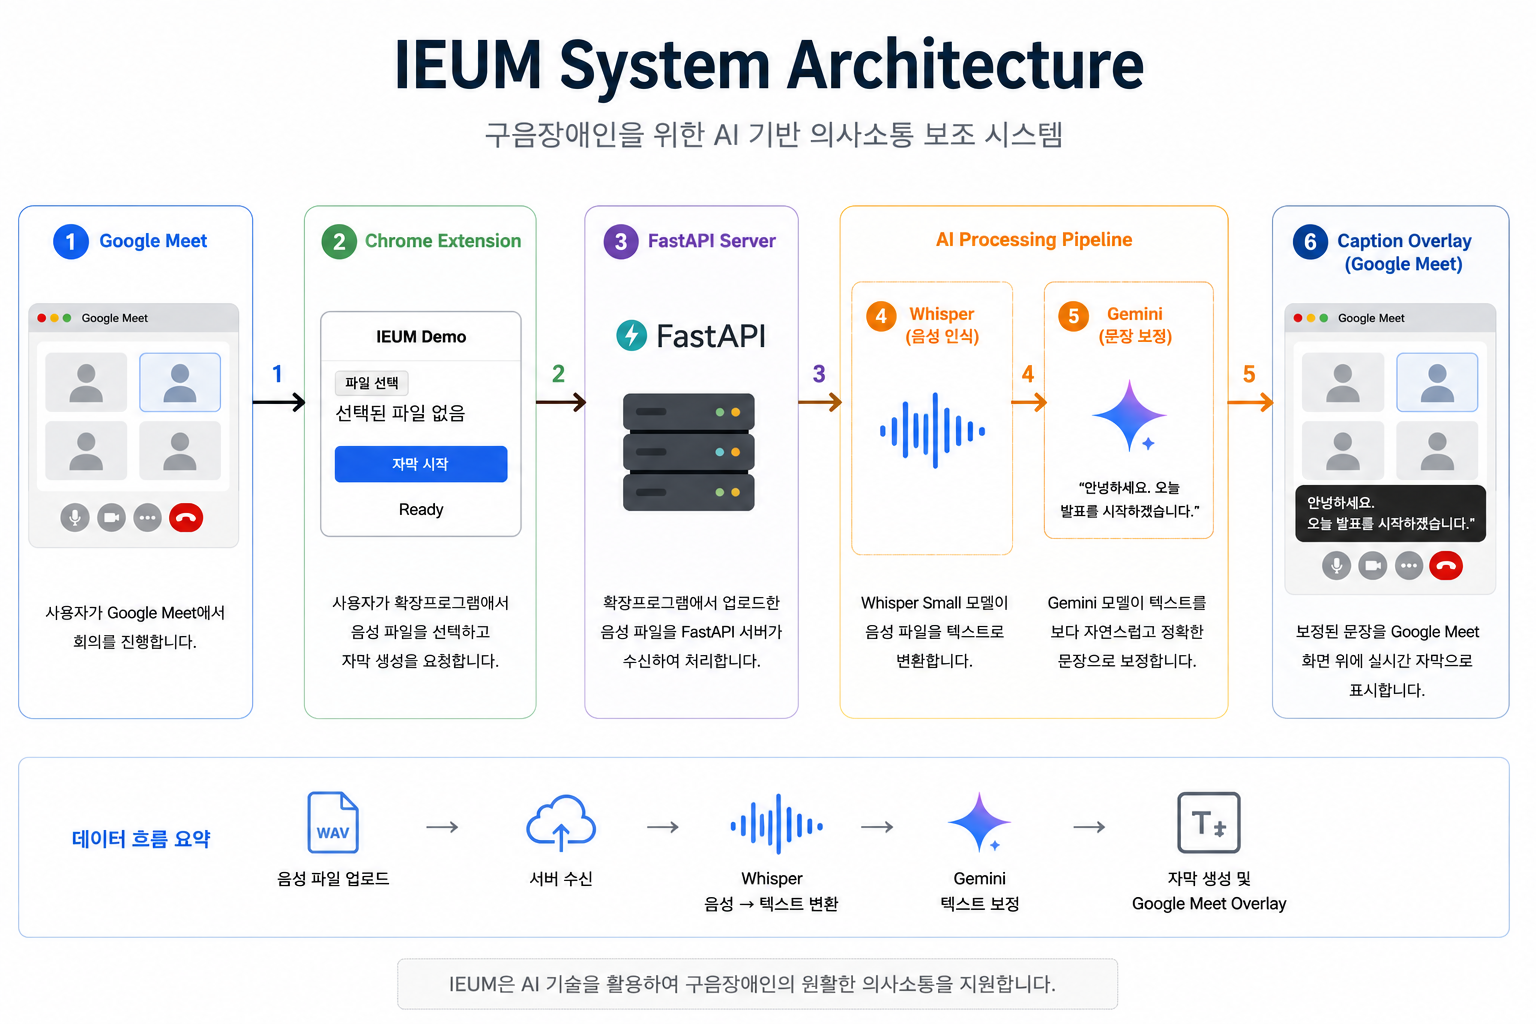 IEUM System Architecture
구음장애인을 위한 AI 기반 의사소통 보조 시스템
1 Google Meet
Google Meet
사용자가 Google Meet에서
회의를 진행합니다.
1
2 Chrome Extension
IEUM Demo
파일 선택
선택된 파일 없음
자막 시작
Ready
사용자가 확장프로그램애서
음성 파일을 선텍하고
자막 생성을 요청합니다.
2
3 FastAPI Server
FastAPI
확장프로그램에서 업로드한
음성 파일을 FastAPI 서버가
수신하여 처리합니다.
3
AI Processing Pipeline
4 Whisper
(음성 인식)
Whisper Small 모델이
음성 파일을 텍스트로
변환합니다.
4
5 Gemini
(문장 보정)
“안녕하세요. 오늘
발표를 시작하겠습니다.”
Gemini 모델이 텍스트를
보다 자연스럽고 정확한
문장으로 보정합니다.
5
6 Caption Overlay
(Google Meet)
Google Meet
안녕하세요.
오늘 발표를 시작하겠습니다.”
보정된 문장을 Google Meet
화면 위에 실시간 자막으로
표시합니다.
데이터 흐름 요약
WAV
음성 파일 업로드
서버 수신
Whisper
음성 → 텍스트 변환
Gemini
텍스트 보정
T
자막 생성 및
Google Meet Overlay
IEUM은 AI 기술을 활용하여 구음장애인의 원활한 의사소통을 지원합니다.